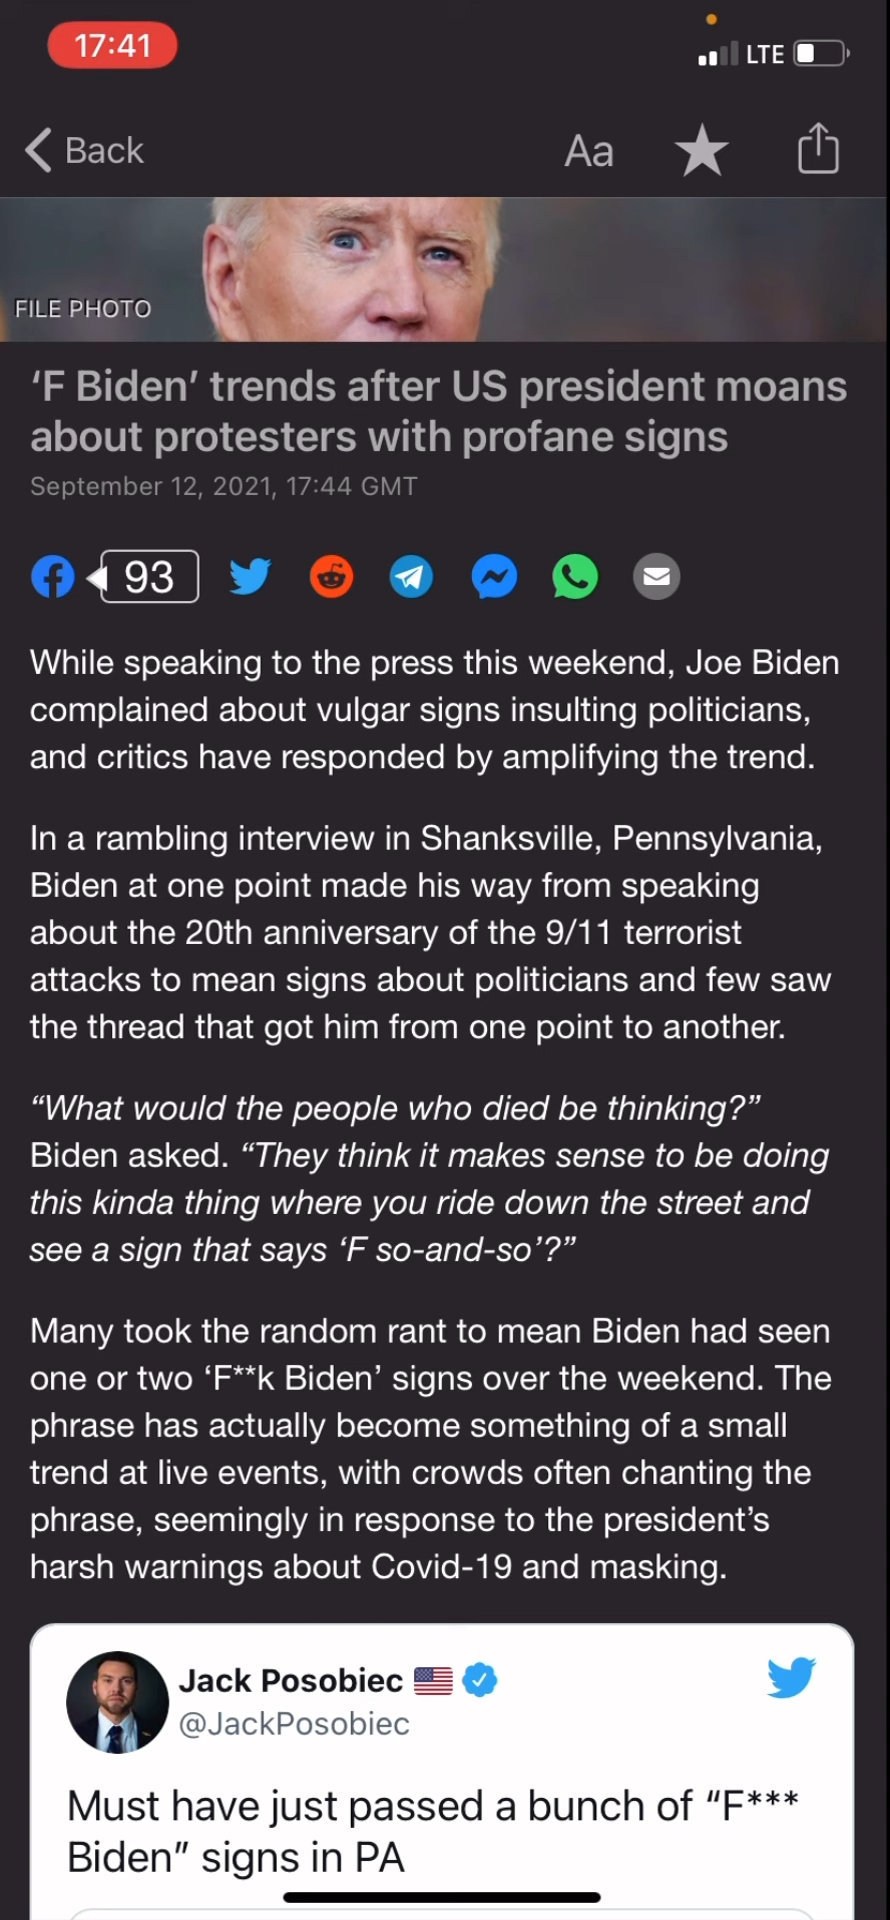 17:41
LTE
Back
Aa
FILE PHOTO
‘F Biden’ trends after US president moans
about protesters with profane signs
September 12, 2021, 17:44 GMT
93
While speaking to the press this weekend, Joe Biden
complained about vulgar signs insulting politicians,
and critics have responded by amplifying the trend.
In a rambling interview in Shanksville, Pennsylvania,
Biden at one point made his way from speaking
about the 20th anniversary of the 9/11 terrorist
attacks to mean signs about politicians and few saw
the thread that got him from one point to another.
“What would the people who died be thinking?”
Biden asked. “They think it makes sense to be doing
this kinda thing where you ride down the street and
see a sign that says ‘F so-and-so’?”
Many took the random rant to mean Biden had seen
one or two ‘F**k Biden’ signs over the weekend. The
phrase has actually become something of a small
trend at live events, with crowds often chanting the
phrase, seemingly in response to the president’s
harsh warnings about Covid-19 and masking.
Jack Posobiec
@JackPosobiec
Must have just passed a bunch of “F***
Biden” signs in PA